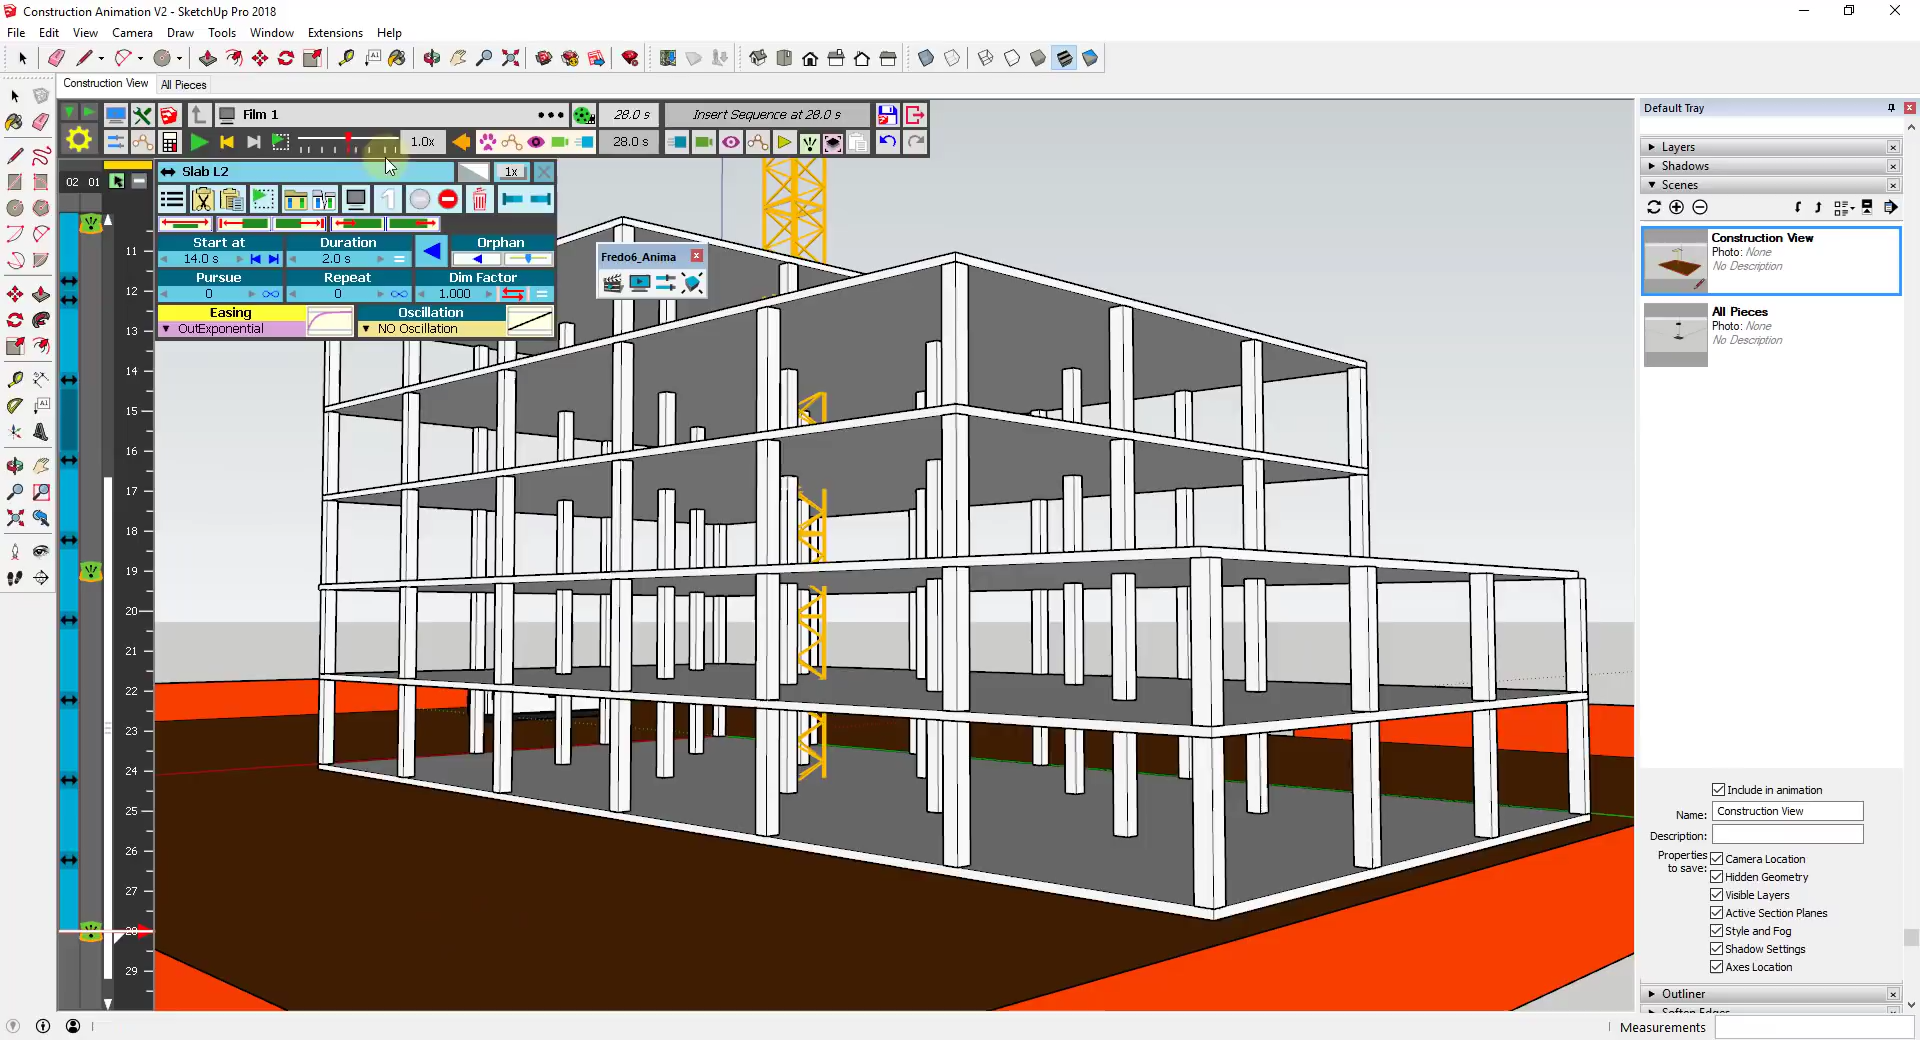 Construction Animation V2 - SketchUp Pro 2018
File Edit View Camera Draw Tools Window Extensions Help
Construction View All Pieces
Film 1 28.0 s Insert Sequence at 28.0 s
1.0x 28.0 s
02 01
Slab L2 1x
Start at Duration Orphan
14.0 s 2.0 s
Pursue Repeat Dim Factor
0 0 1.000
Easing Oscillation
OutExponential NO Oscillation
Fredo6_Anima
11
12
13
14
15
16
17
18
19
20
21
22
23
24
25
26
27
28
29
Default Tray
Layers
Shadows
Scenes
Construction View
Photo: None
No Description
All Pieces
Photo: None
No Description
Include in animation
Name: Construction View
Description:
Properties to save:
Camera Location
Hidden Geometry
Visible Layers
Active Section Planes
Style and Fog
Shadow Settings
Axes Location
Outliner
Soften Edges
Measurements